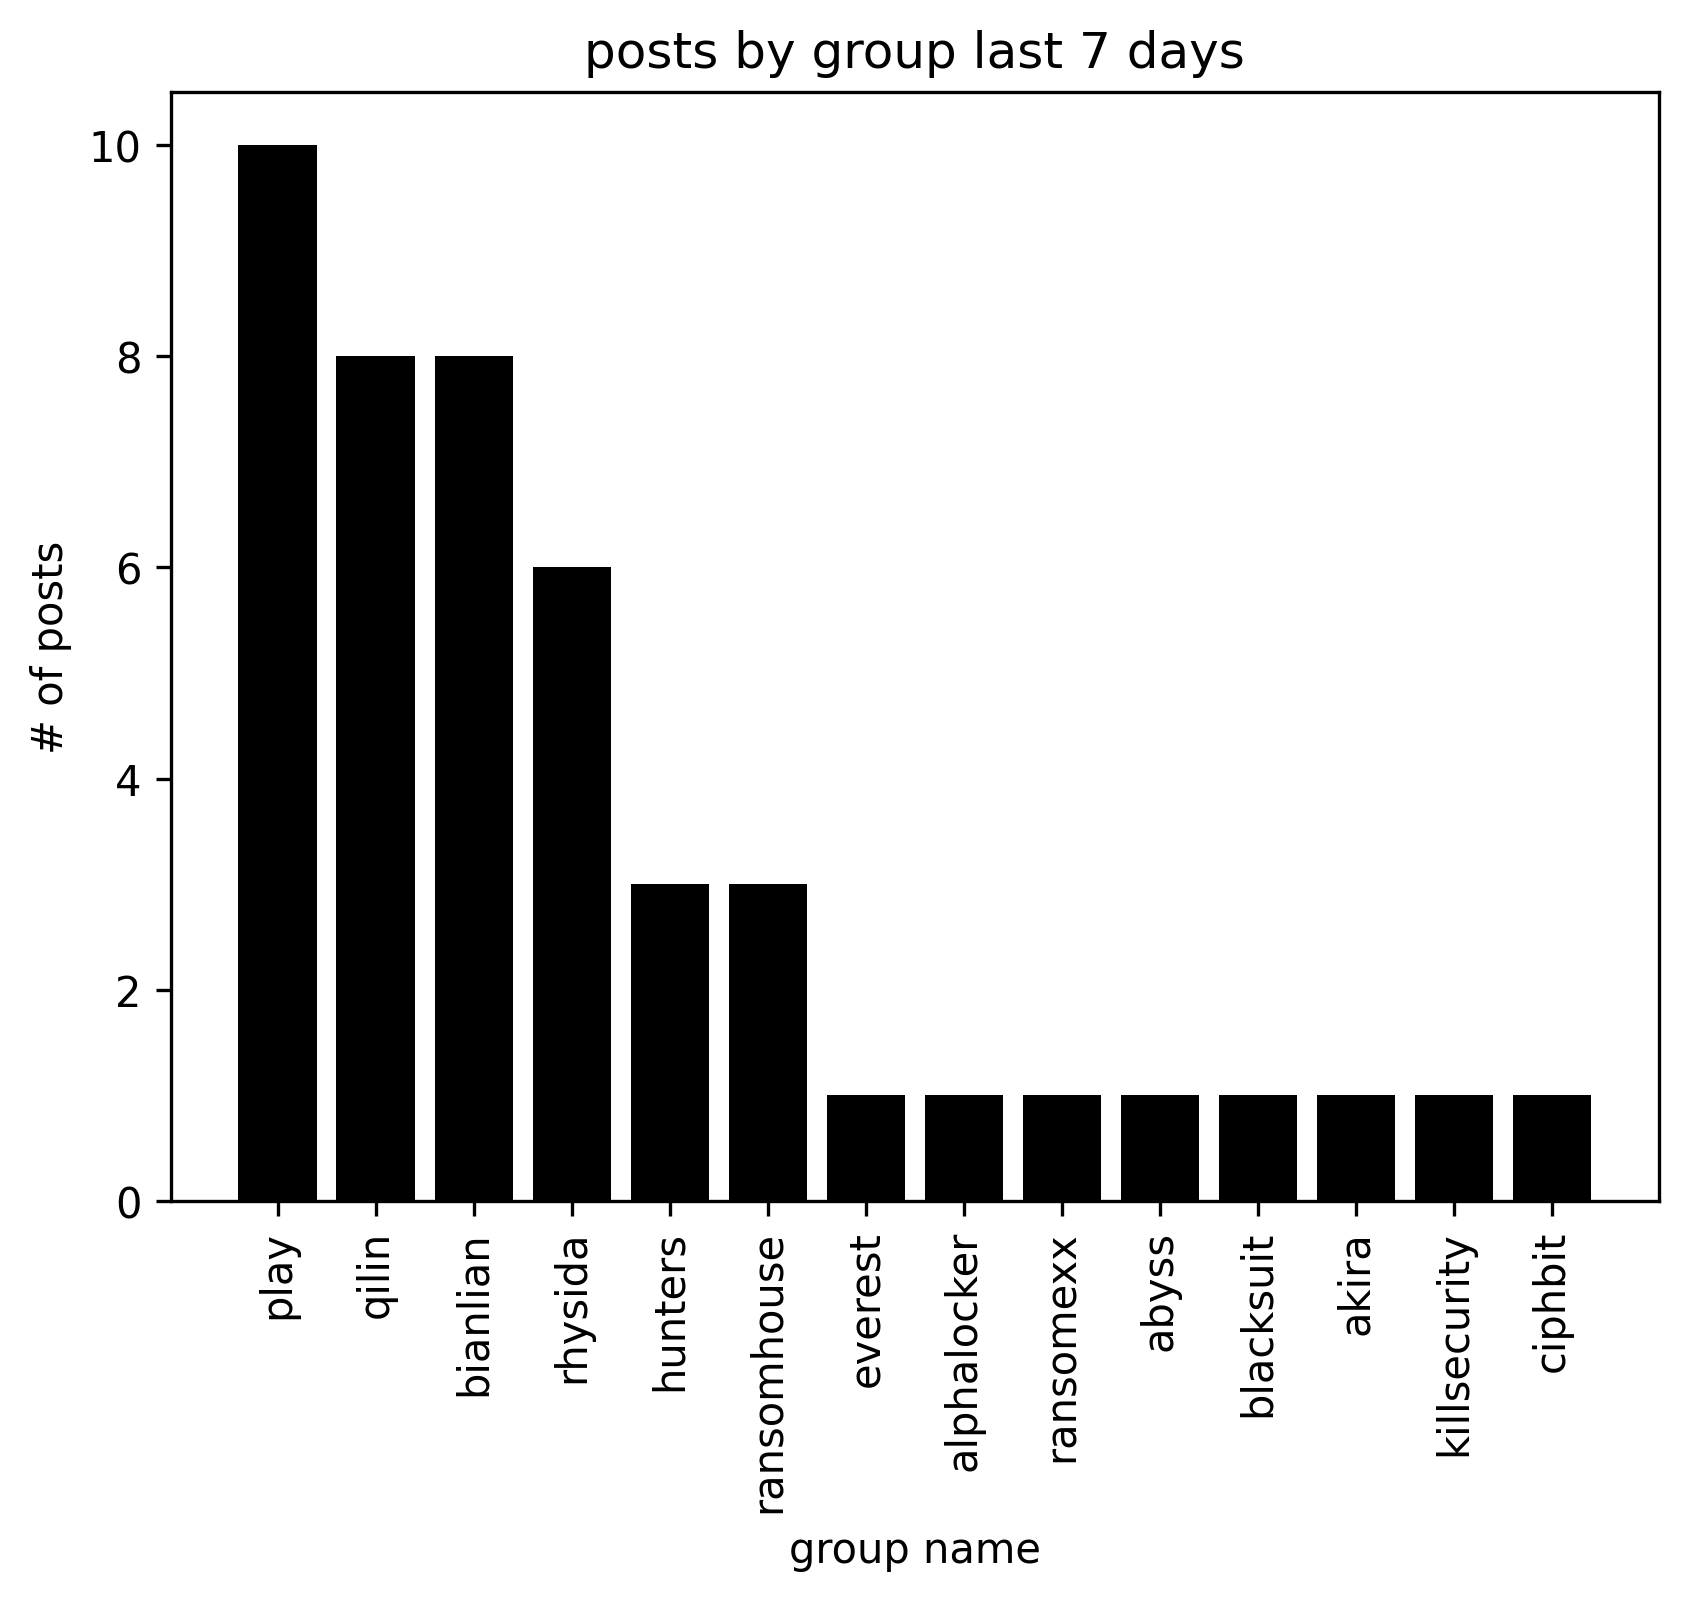 posts by group last 7 days
# of posts
10
8
6
4
2
0
play
qilin
bianlian
rhysida
hunters
ransomhouse
everest
alphalocker
ransomexx
abyss
blacksuit
akira
killsecurity
ciphbit
group name